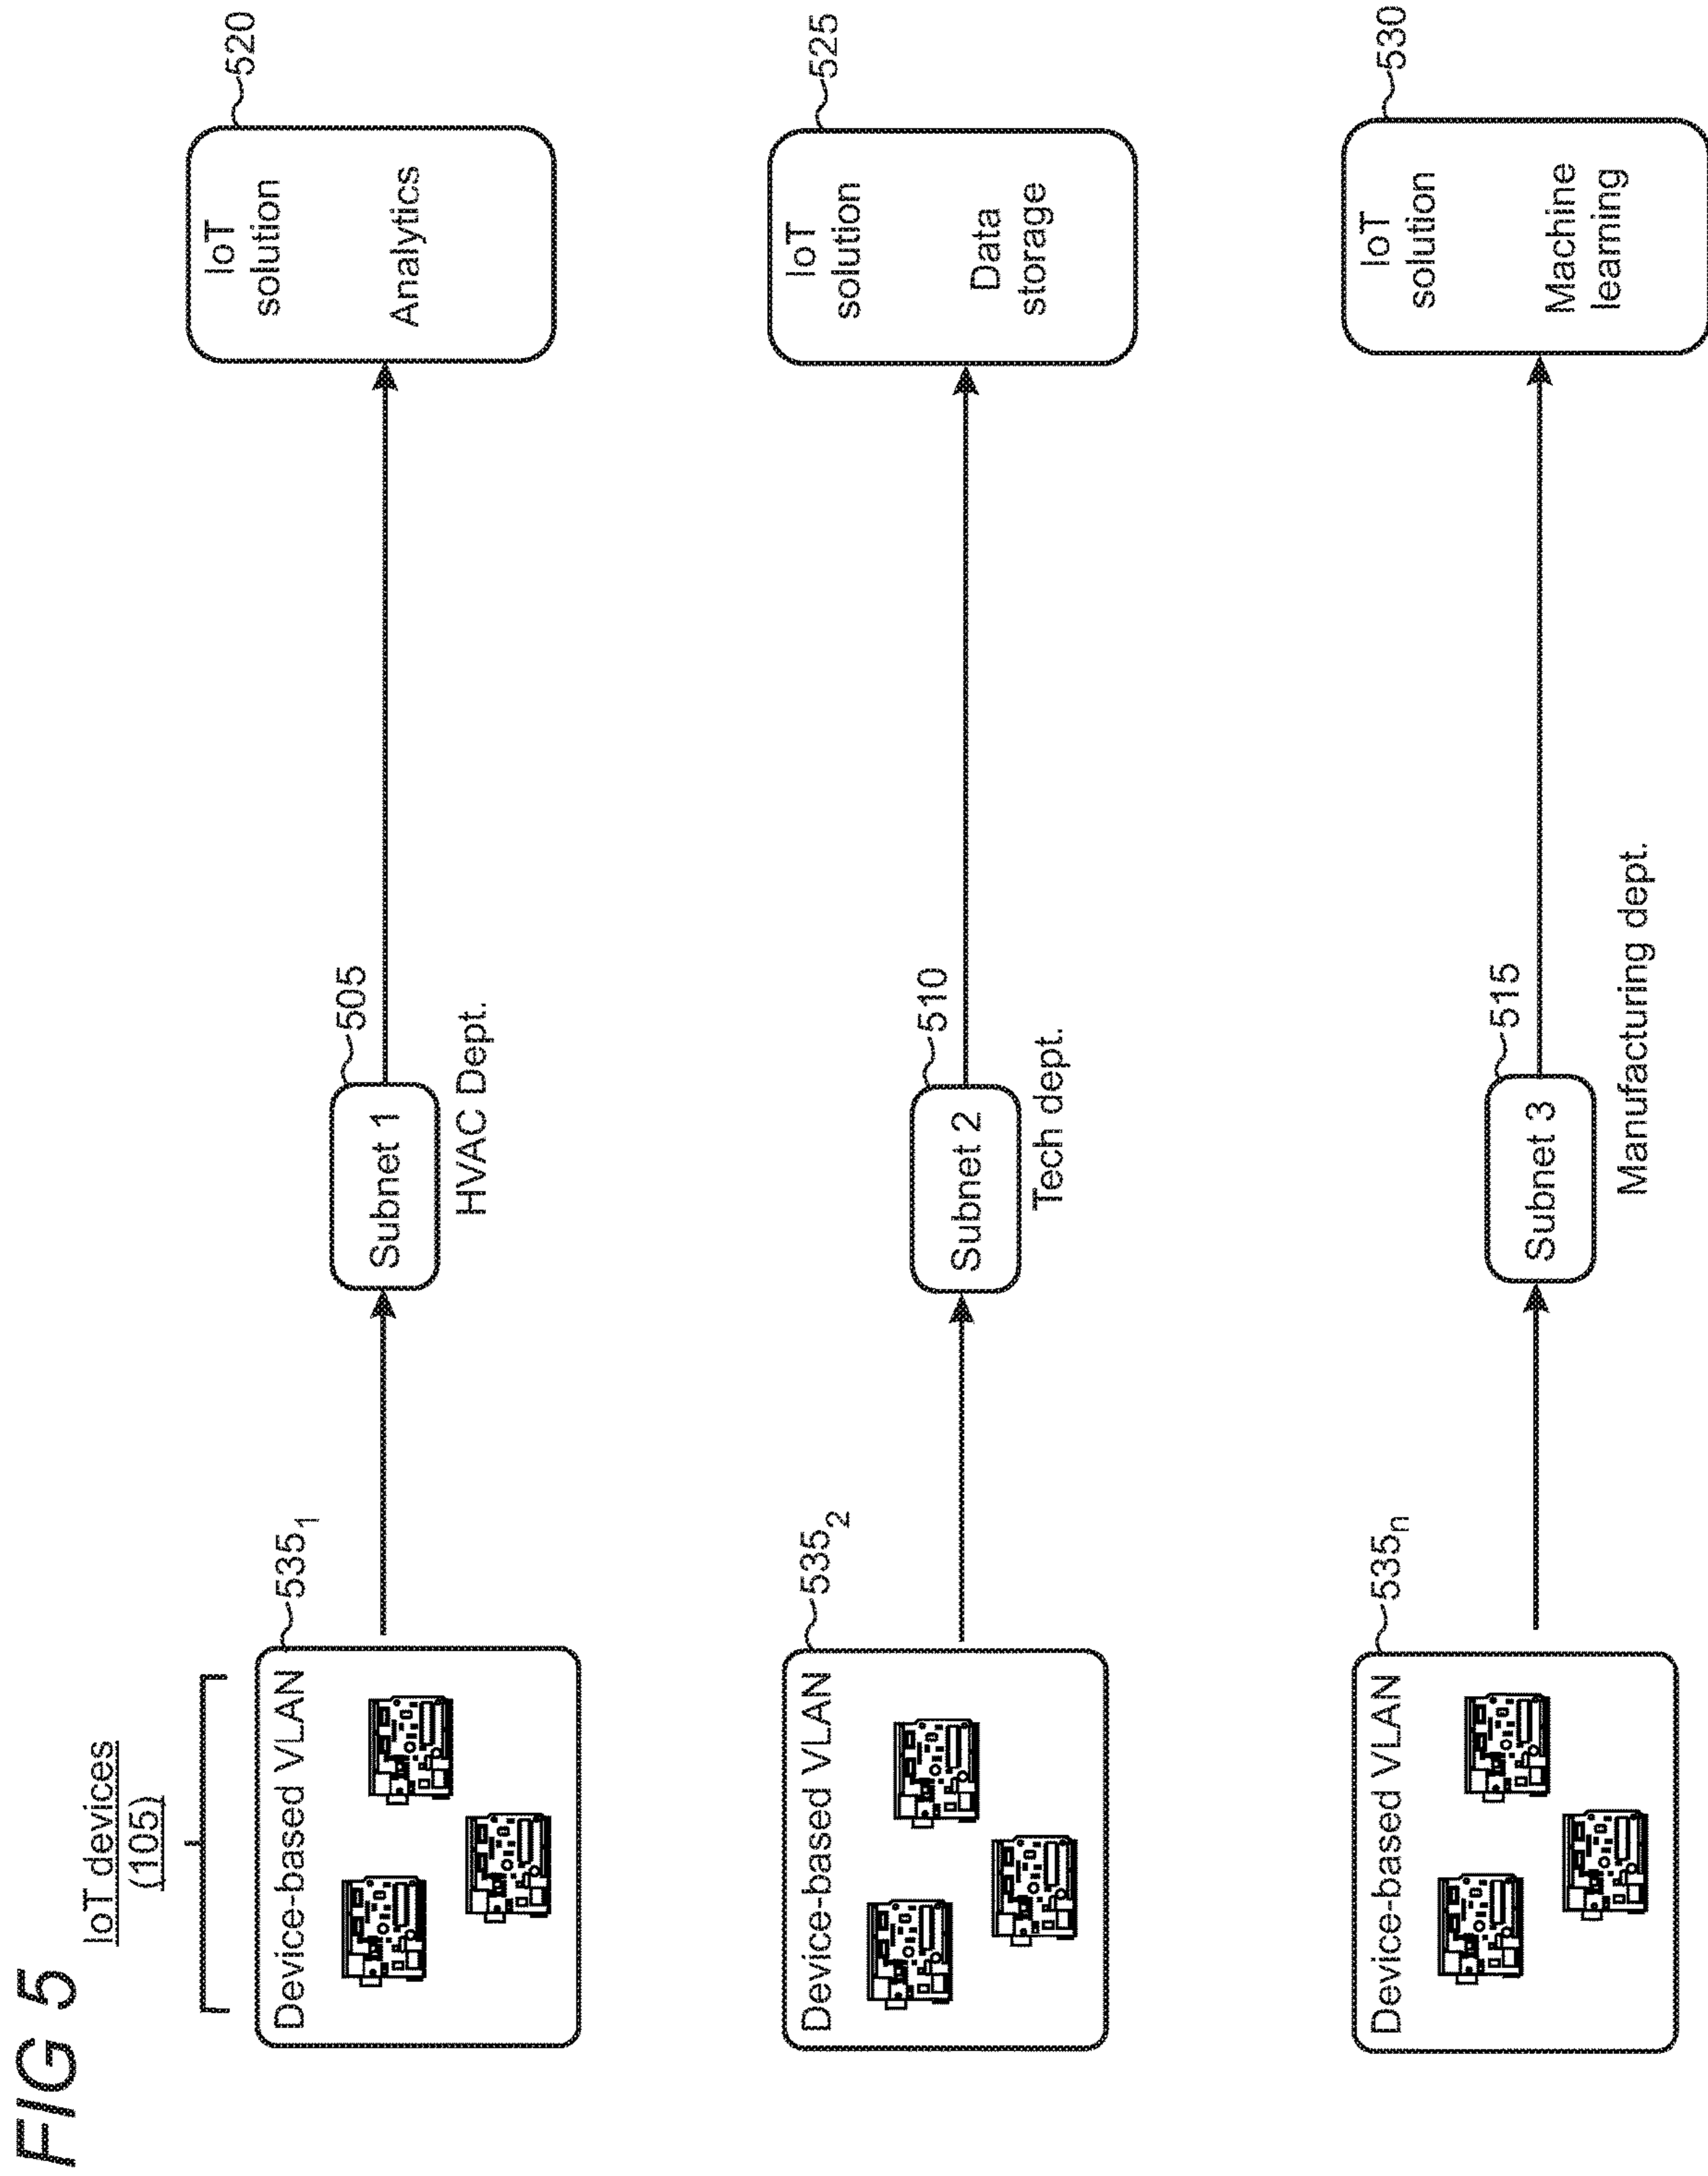 FIG 5
IoT devices
(105)
535₁
Device-based VLAN
505
Subnet 1
HVAC Dept.
520
IoT
solution
Analytics
535₂
Device-based VLAN
510
Subnet 2
Tech dept.
525
IoT
solution
Data
storage
535ₙ
Device-based VLAN
515
Subnet 3
Manufacturing dept.
530
IoT
solution
Machine
learning